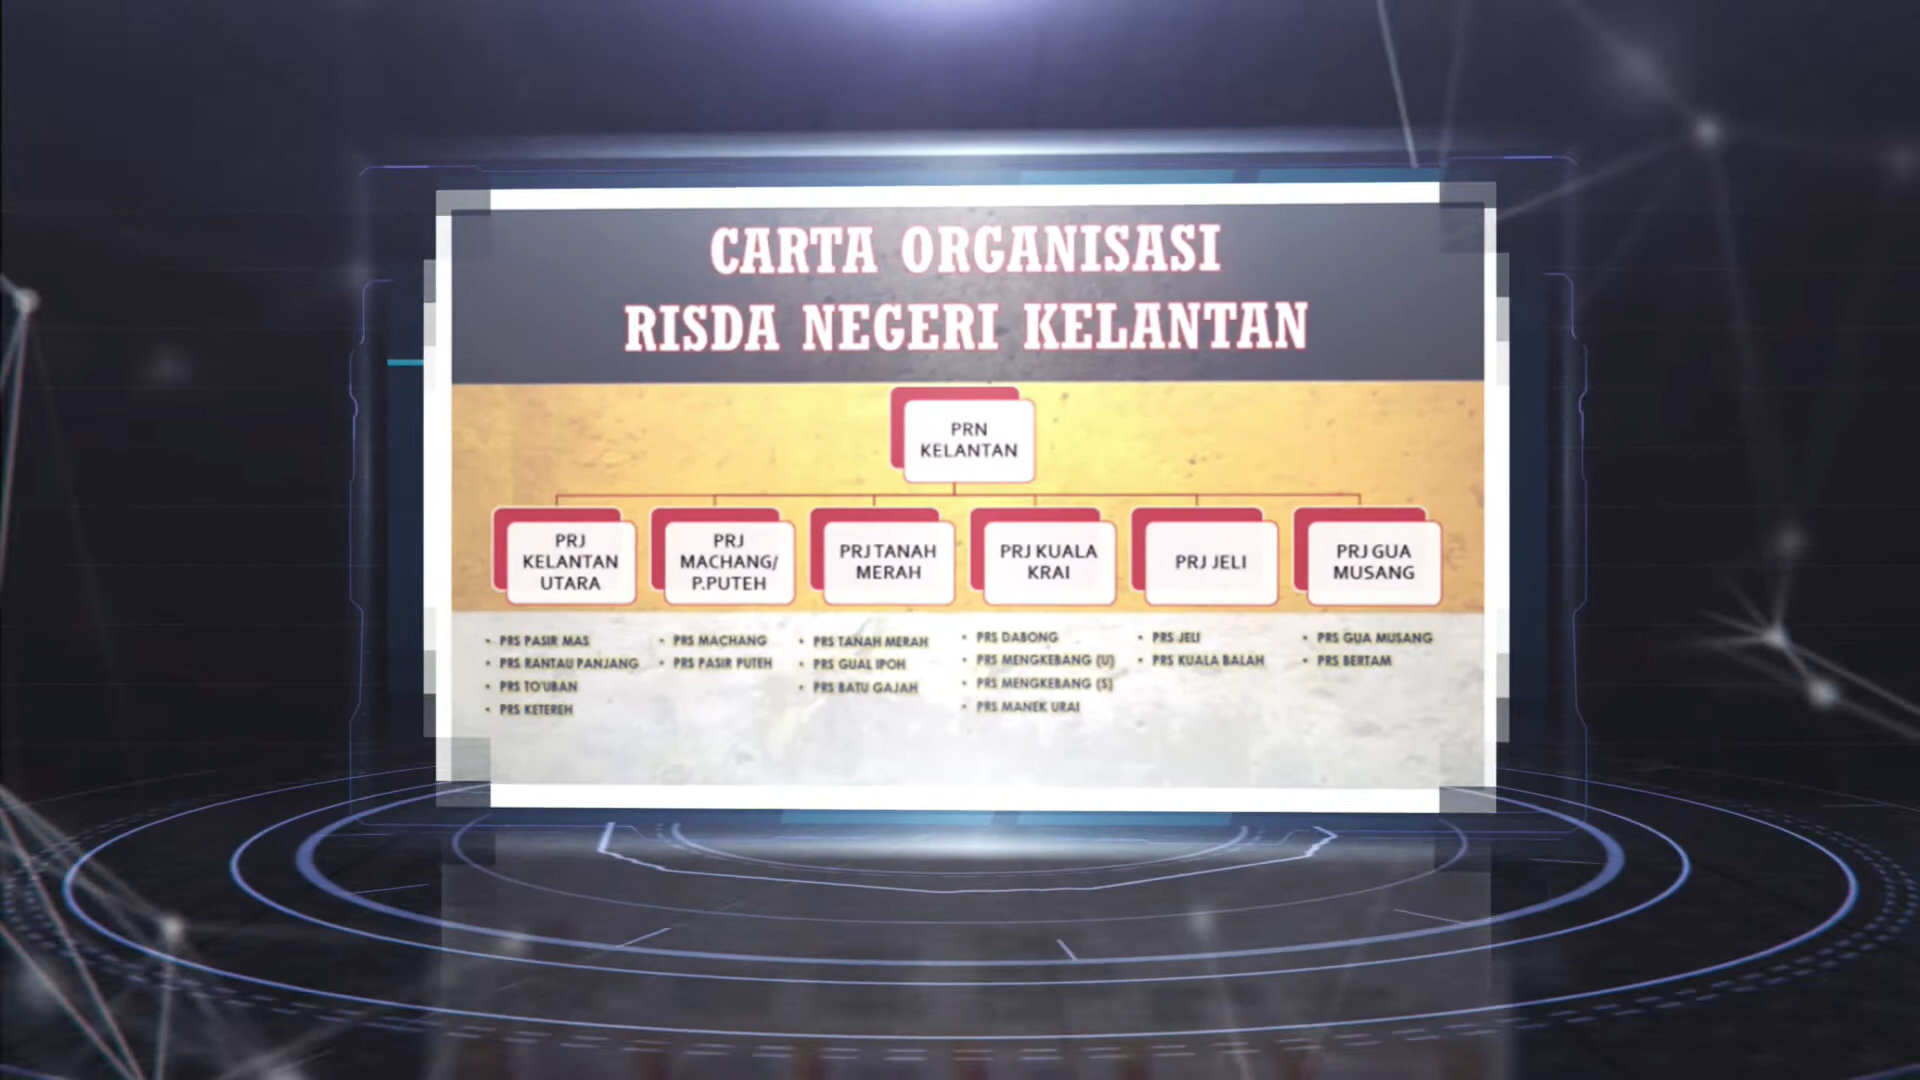 CARTA ORGANISASI
RISDA NEGERI KELANTAN
PRN
KELANTAN
PRJ
KELANTAN
UTARA
PRJ
MACHANG/
P.PUTEH
PRJ TANAH
MERAH
PRJ KUALA
KRAI
PRJ JELI
PRJ GUA
MUSANG
• PRS PASIR MAS
• PRS RANTAU PANJANG
• PRS TO'UBAN
• PRS KETEREH
• PRS MACHANG
• PRS PASIR PUTEH
• PRS TANAH MERAH
• PRS GUAL IPOH
• PRS BATU GAJAH
• PRS DABONG
• PRS MENGKEBANG (U)
• PRS MENGKEBANG (S)
• PRS MANEK URAI
• PRS JELI
• PRS KUALA BALAH
• PRS GUA MUSANG
• PRS BERTAM